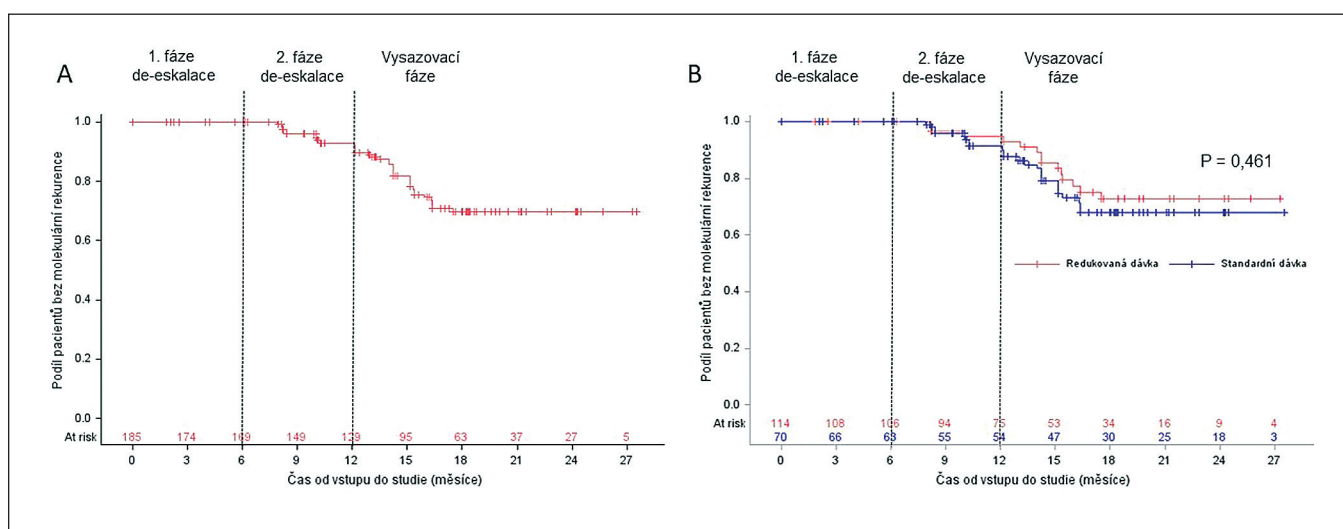 A
1. fáze
de-eskalace
2. fáze
de-eskalace
Vysazovací
fáze
Podíl pacientů bez molekulární rekurence
1.0
0.8
0.6
0.4
0.2
0.0
At risk
185 174 169 149 129 95 63 37 27 5
0 3 6 9 12 15 18 21 24 27
Čas od vstupu do studie (měsíce)
B
1. fáze
de-eskalace
2. fáze
de-eskalace
Vysazovací
fáze
Podíl pacientů bez molekulární rekurence
1.0
0.8
0.6
0.4
0.2
0.0
P = 0,461
Redukovaná dávka Standardní dávka
At risk
114 108 106 94 75 53 34 16 9 4
70 66 63 55 54 47 30 25 18 3
0 3 6 9 12 15 18 21 24 27
Čas od vstupu do studie (měsíce)